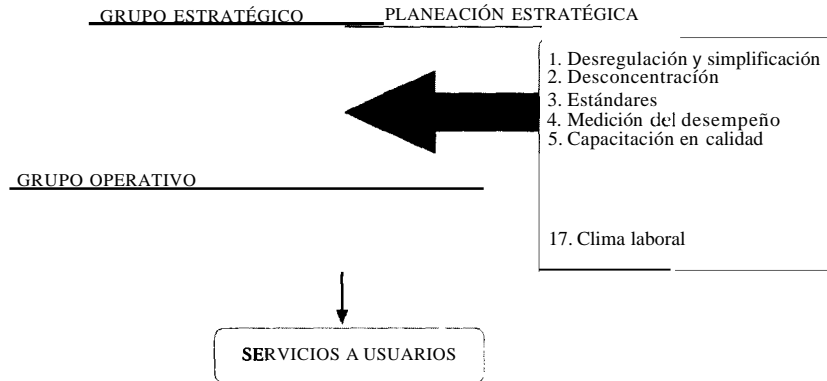 GRUPO ESTRATÉGICO
PLANEACIÓN ESTRATÉGICA
1. Desregulación y simplificación
2. Desconcentración
3. Estándares
4. Medición del desempeño
5. Capacitación en calidad
GRUPO OPERATIVO
17. Clima laboral
SERVICIOS A USUARIOS